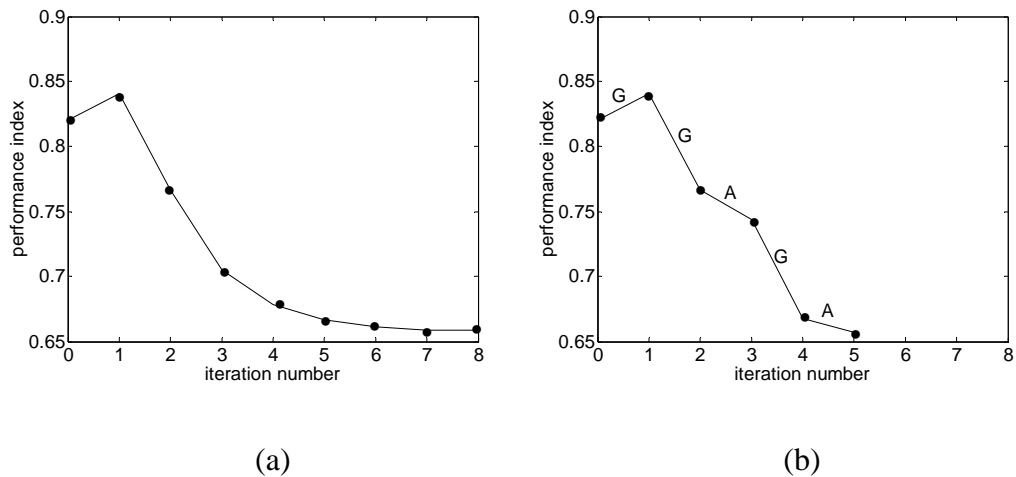 0.9
0.85
0.8
0.75
0.7
0.65
performance index
0 1 2 3 4 5 6 7 8
iteration number
(a)
0.9
0.85
0.8
0.75
0.7
0.65
performance index
G
G
A
G
A
0 1 2 3 4 5 6 7 8
iteration number
(b)